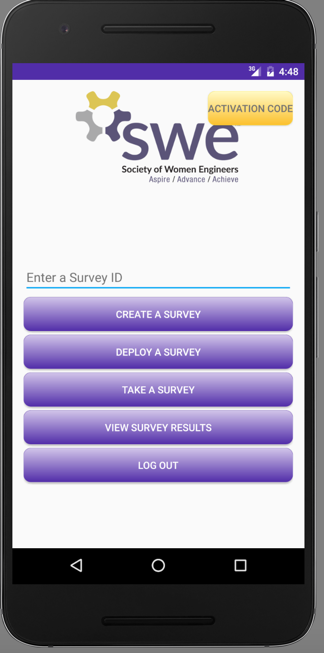 3G 4:48
ACTIVATION CODE
swe
Society of Women Engineers
Aspire / Advance / Achieve
Enter a Survey ID
CREATE A SURVEY
DEPLOY A SURVEY
TAKE A SURVEY
VIEW SURVEY RESULTS
LOG OUT